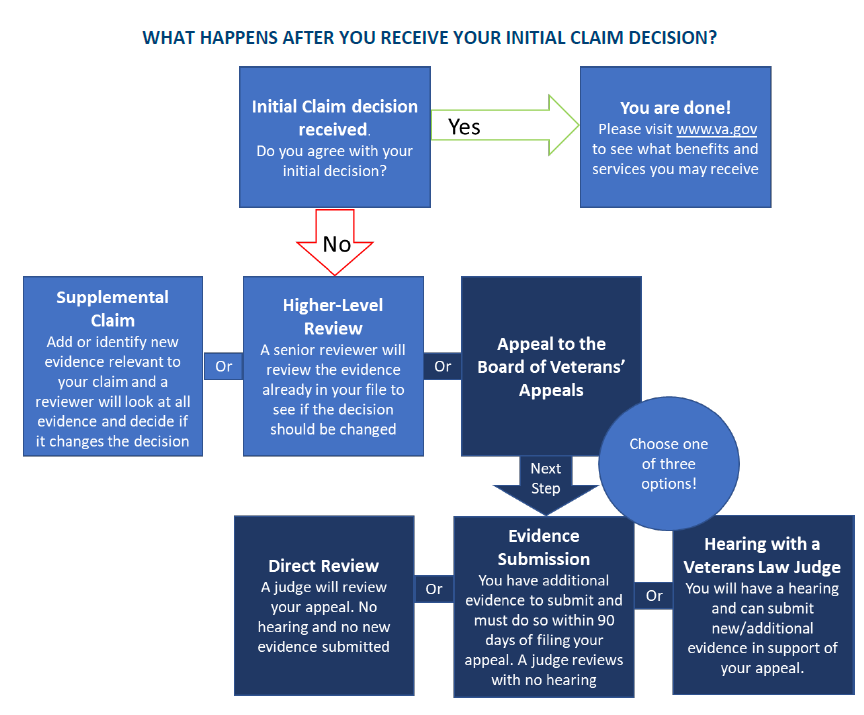 WHAT HAPPENS AFTER YOU RECEIVE YOUR INITIAL CLAIM DECISION?
Initial Claim decision
received.
Do you agree with your
initial decision?
Yes
You are done!
Please visit www.va.gov
to see what benefits and
services you may receive
No
Supplemental
Claim
Add or identify new
evidence relevant to
your claim and a
reviewer will look at all
evidence and decide if
it changes the decision
Or
Higher-Level
Review
A senior reviewer will
review the evidence
already in your file to
see if the decision
should be changed
Or
Appeal to the
Board of Veterans’
Appeals
Next
Step
Choose one
of three
options!
Direct Review
A judge will review
your appeal. No
hearing and no new
evidence submitted
Or
Evidence
Submission
You have additional
evidence to submit and
must do so within 90
days of filing your
appeal. A judge reviews
with no hearing
Or
Hearing with a
Veterans Law Judge
You will have a hearing
and can submit
new/additional
evidence in support of
your appeal.